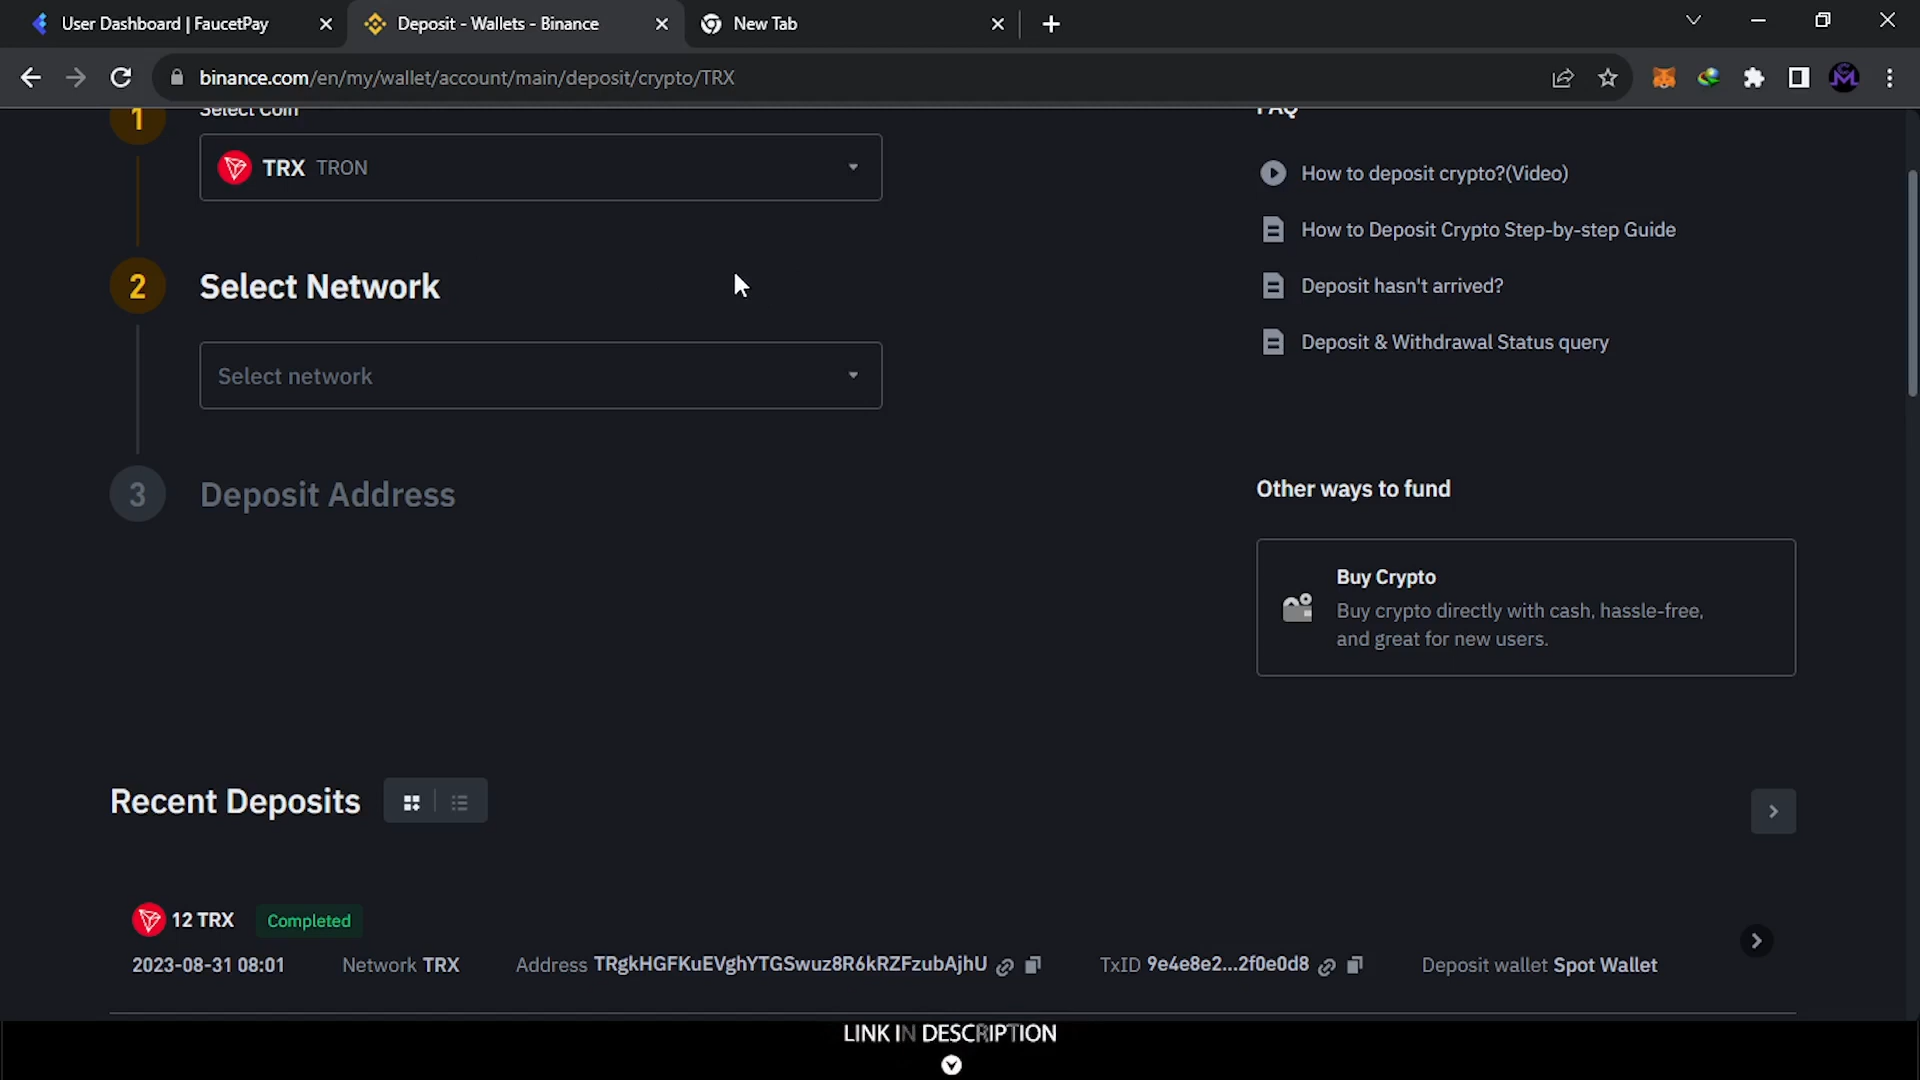 User Dashboard | FaucetPay
Deposit - Wallets - Binance
New Tab
binance.com/en/my/wallet/account/main/deposit/crypto/TRX
1
Select Coin
FAQ
TRX TRON
How to deposit crypto?(Video)
How to Deposit Crypto Step-by-step Guide
2
Select Network
Deposit hasn't arrived?
Deposit & Withdrawal Status query
Select network
3
Deposit Address
Other ways to fund
Buy Crypto
Buy crypto directly with cash, hassle-free,
and great for new users.
Recent Deposits
12 TRX
Completed
2023-08-31 08:01
Network TRX
Address TRgkHGFKuEVghYTGSwuz8R6kRZFzubAjhU
TxID 9e4e8e2...2f0e0d8
Deposit wallet Spot Wallet
LINK IN DESCRIPTION